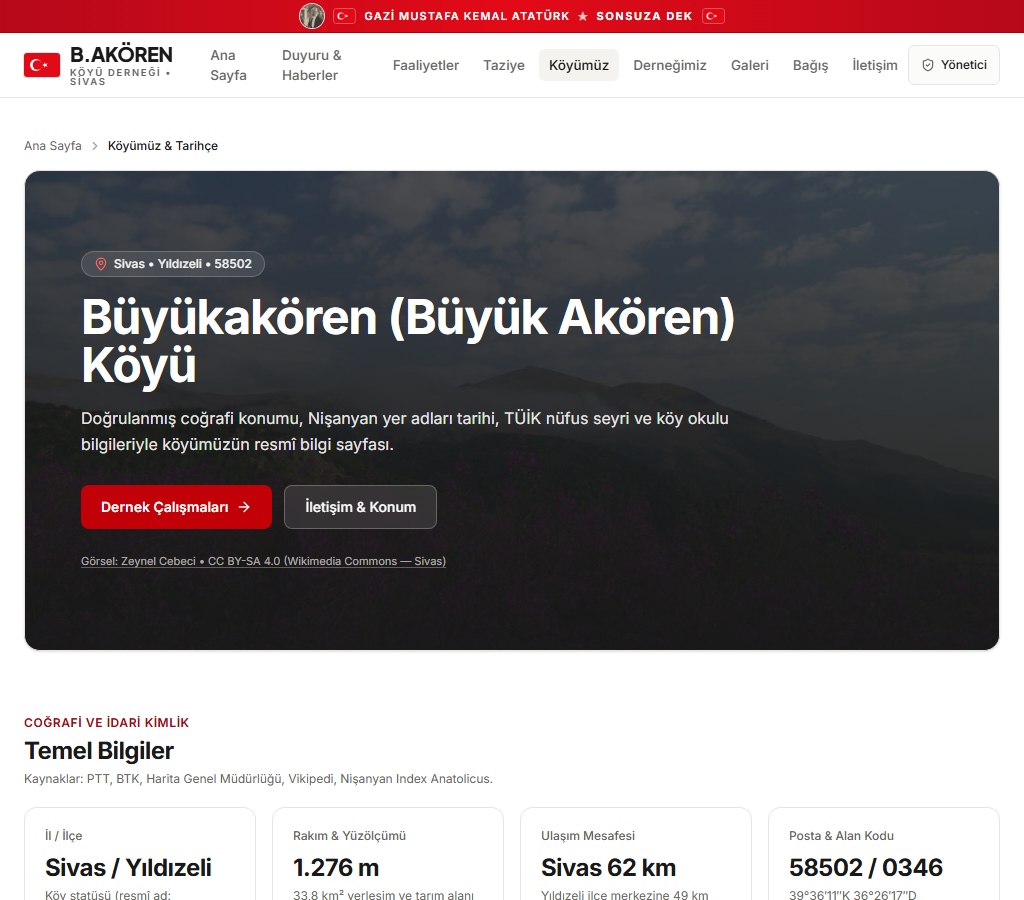 GAZİ MUSTAFA KEMAL ATATÜRK ★ SONSUZA DEK
B.AKÖREN
KÖYÜ DERNEĞİ •
SİVAS
Ana
Sayfa
Duyuru &
Haberler
Faaliyetler
Taziye
Köyümüz
Derneğimiz
Galeri
Bağış
İletişim
Yönetici
Ana Sayfa > Köyümüz & Tarihçe
Sivas • Yıldızeli • 58502
Büyükakören (Büyük Akören)
Köyü
Doğrulanmış coğrafi konumu, Nişanyan yer adları tarihi, TÜİK nüfus seyri ve köy okulu
bilgileriyle köyümüzün resmî bilgi sayfası.
Dernek Çalışmaları →
İletişim & Konum
Görsel: Zeynel Cebeci • CC BY-SA 4.0 (Wikimedia Commons — Sivas)
COĞRAFİ VE İDARİ KİMLİK
Temel Bilgiler
Kaynaklar: PTT, BTK, Harita Genel Müdürlüğü, Vikipedi, Nişanyan Index Anatolicus.
İl / İlçe
Sivas / Yıldızeli
Köy statüsü (resmî ad:
Rakım & Yüzölçümü
1.276 m
33,8 km² yerleşim ve tarım alanı
Ulaşım Mesafesi
Sivas 62 km
Yıldızeli ilçe merkezine 49 km
Posta & Alan Kodu
58502 / 0346
39°36′11″K 36°26′17″D